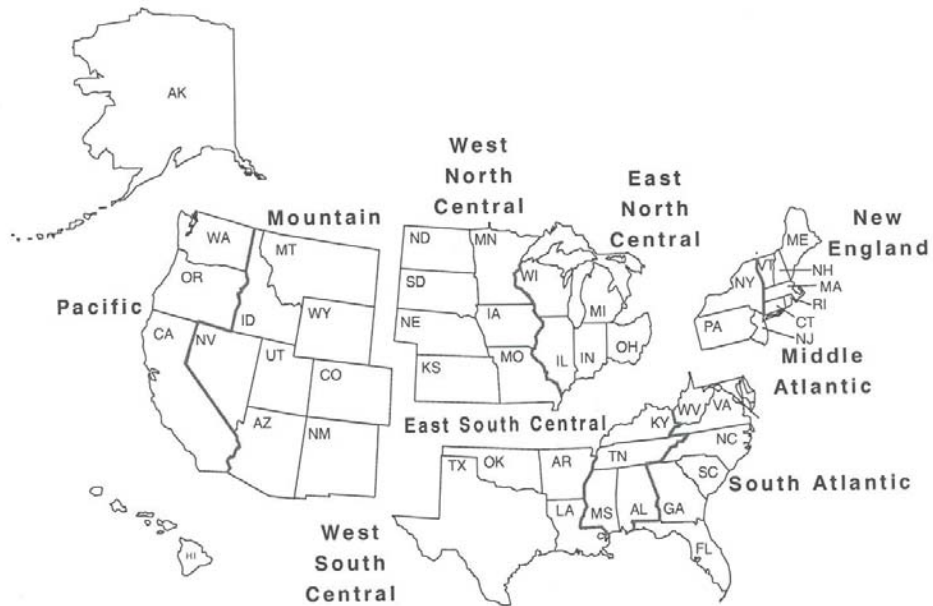 AK
West
North
Central
East
North
Central
New
England
Mountain
Pacific
WA
OR
CA
NV
ID
MT
WY
UT
CO
AZ
NM
ND
SD
NE
KS
MN
IA
MO
WI
MI
IL
IN
OH
ME
VT
NH
MA
RI
CT
NJ
NY
PA
Middle
Atlantic
East South Central
KY
WV
VA
TN
NC
SC
MS
AL
GA
FL
South Atlantic
TX
OK
AR
LA
West
South
Central
HI